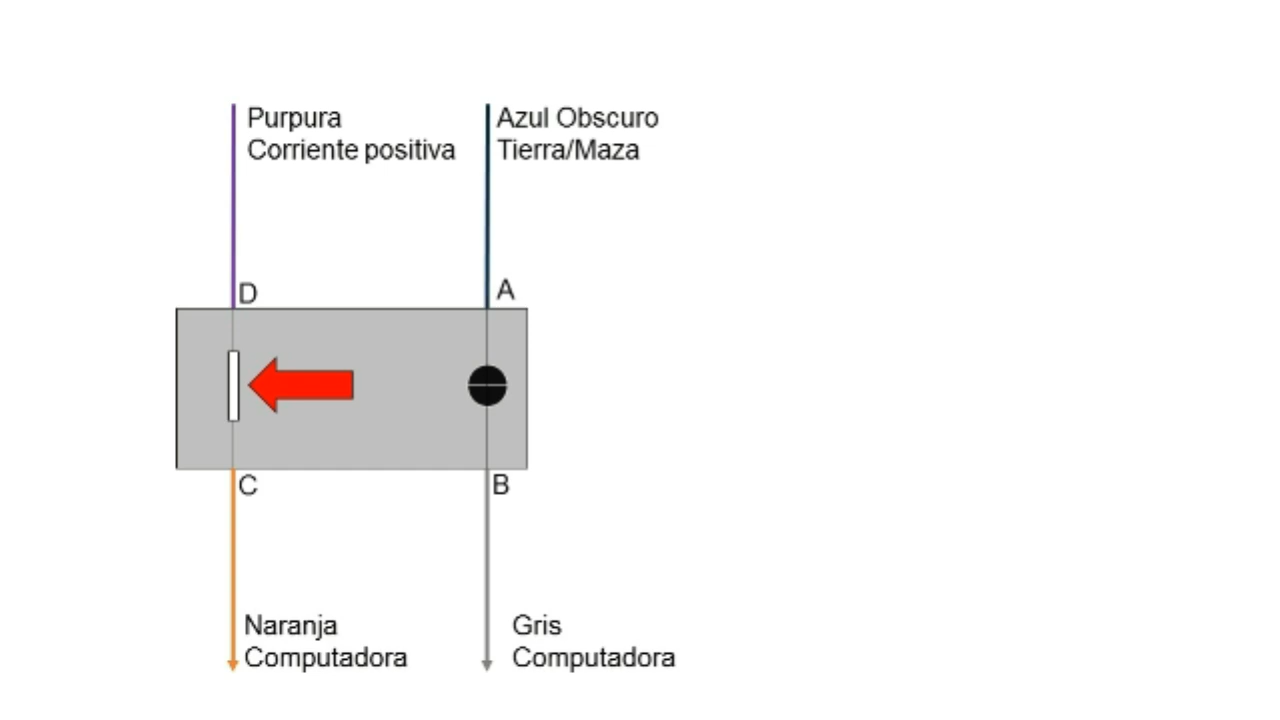 Purpura
Corriente positiva
Azul Obscuro
Tierra/Maza
D
A
C
B
Naranja
Computadora
Gris
Computadora